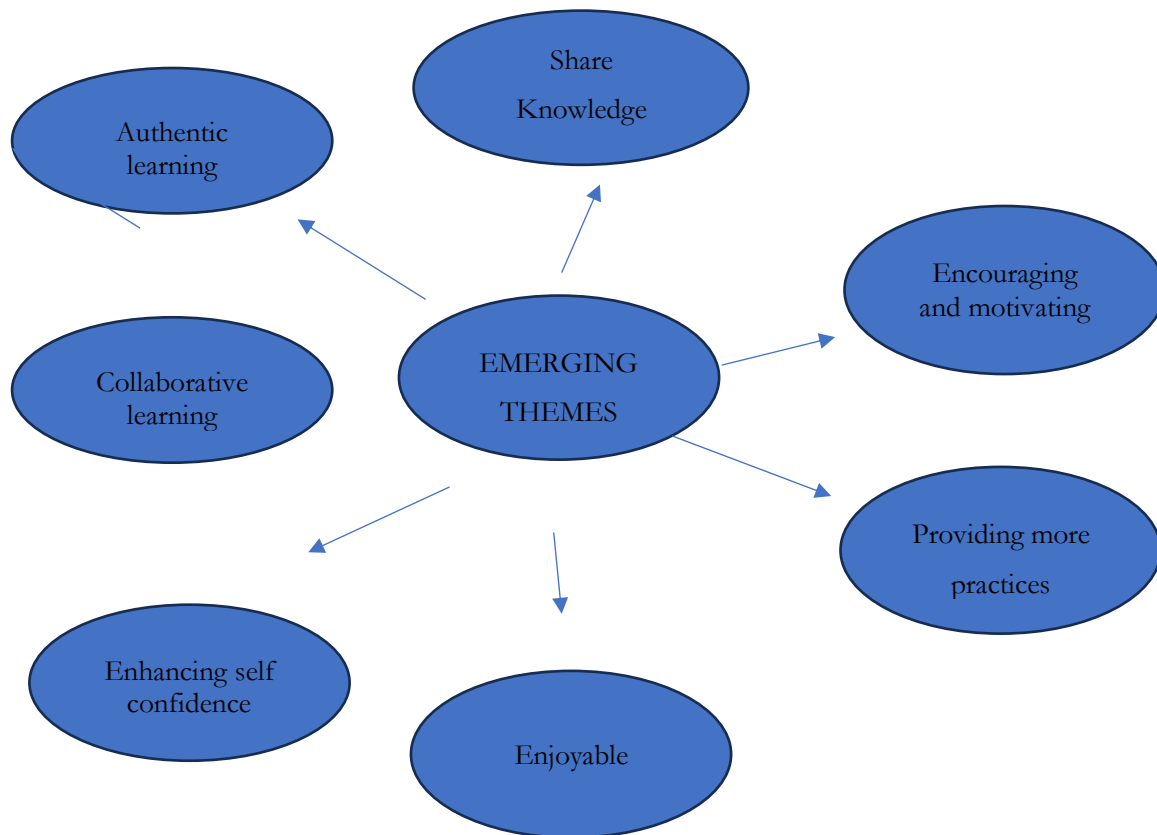 Share
Knowledge
Authentic
learning
Encouraging
and motivating
EMERGING
THEMES
Collaborative
learning
Providing more
practices
Enhancing self
confidence
Enjoyable